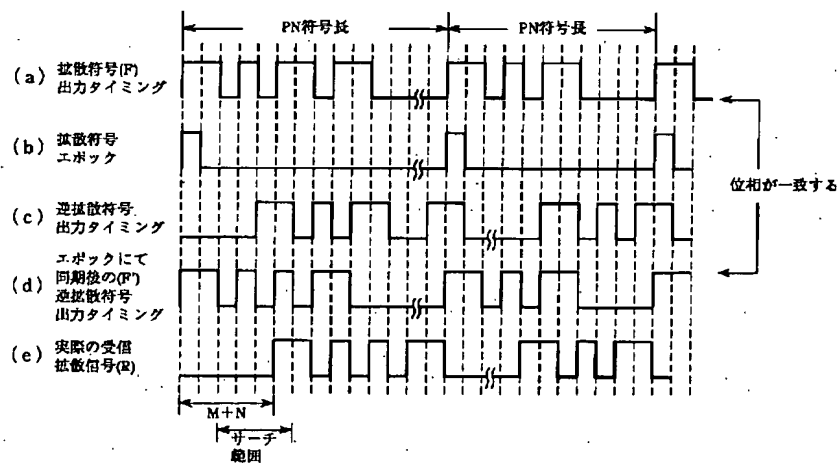 PN符号長 PN符号長
(a) 拡散符号(F)
出力タイミング
(b) 拡散符号
エポック
位相が一致する
(c) 逆拡散符号
出力タイミング
エポックにて
(d) 同期後の(F')
逆拡散符号
出力タイミング
(e) 実際の受信
拡散信号(R)
M+N
サーチ
範囲